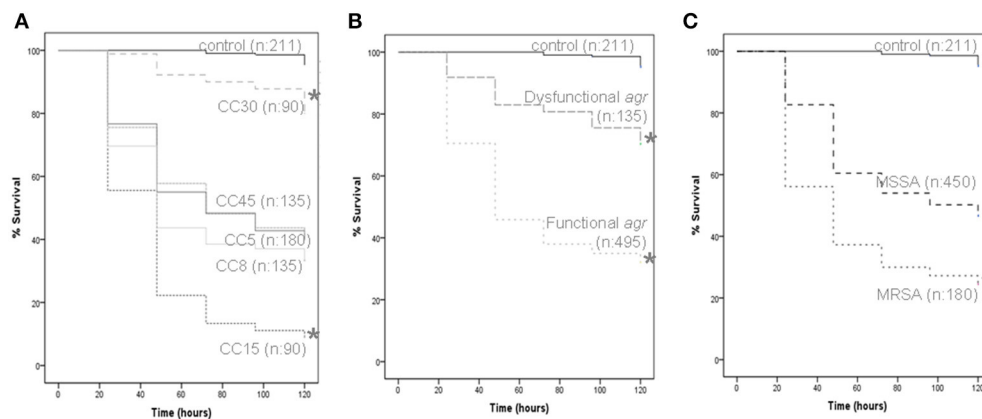 A
% Survival
100
80
60
40
20
0
control (n:211)
CC30 (n:90)
*
CC45 (n:135)
CC5 (n:180)
CC8 (n:135)
CC15 (n:90)
*
0 20 40 60 80 100 120
Time (hours)
B
% Survival
100
80
60
40
20
0
control (n:211)
Dysfunctional agr
(n:135)
*
Functional agr
(n:495)
*
0 20 40 60 80 100 120
Time (hours)
C
% Survival
100
80
60
40
20
0
control (n:211)
MSSA (n:450)
MRSA (n:180)
0 20 40 60 80 100 120
Time (hours)